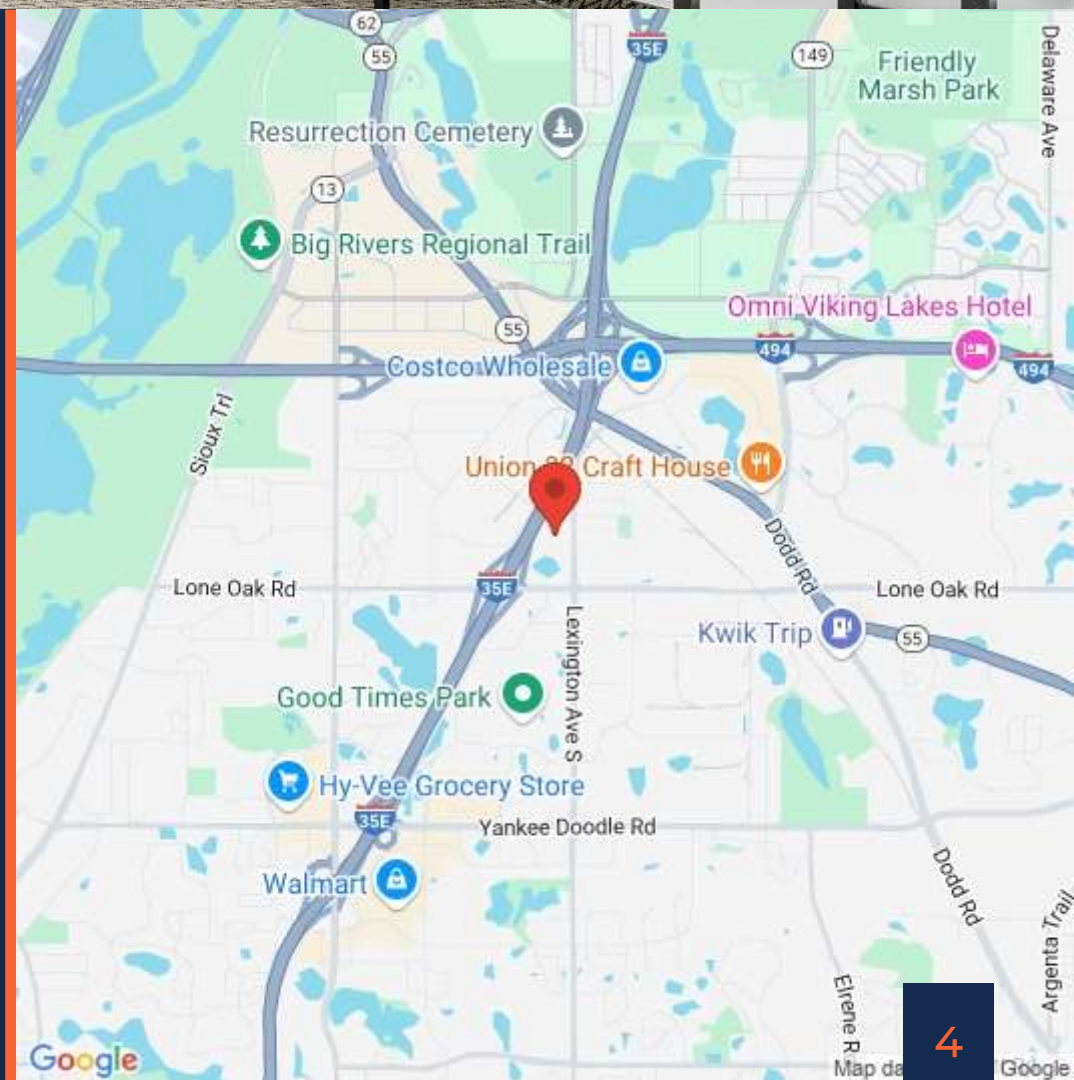 62
55
35E
149
Friendly
Marsh Park
Delaware Ave
Resurrection Cemetery
13
Big Rivers Regional Trail
Omni Viking Lakes Hotel
55
494
Costco Wholesale
494
Sioux Trl
Union Craft House
Dodd Rd
Lone Oak Rd
35E
Lone Oak Rd
Lexington Ave S
Kwik Trip
55
Good Times Park
Hy-Vee Grocery Store
35E
Yankee Doodle Rd
Walmart
Dodd Rd
Argenta Trail
Elrene R
4
Google
Map da
Google